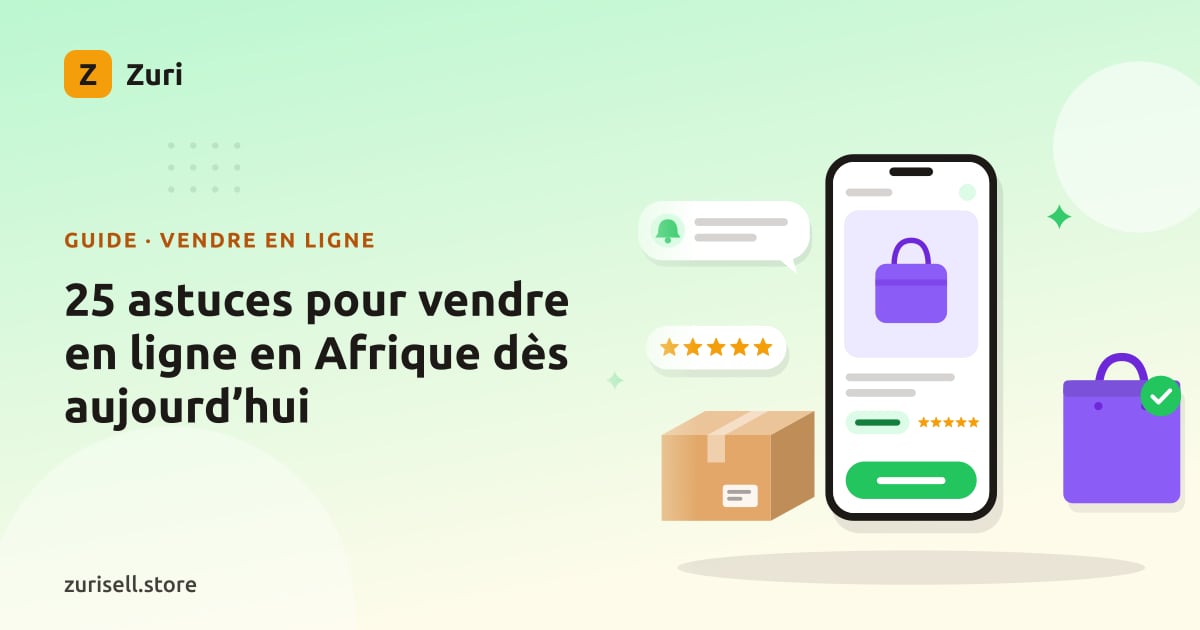 Z Zuri
GUIDE · VENDRE EN LIGNE
25 astuces pour vendre
en ligne en Afrique dès
aujourd’hui
zurisell.store